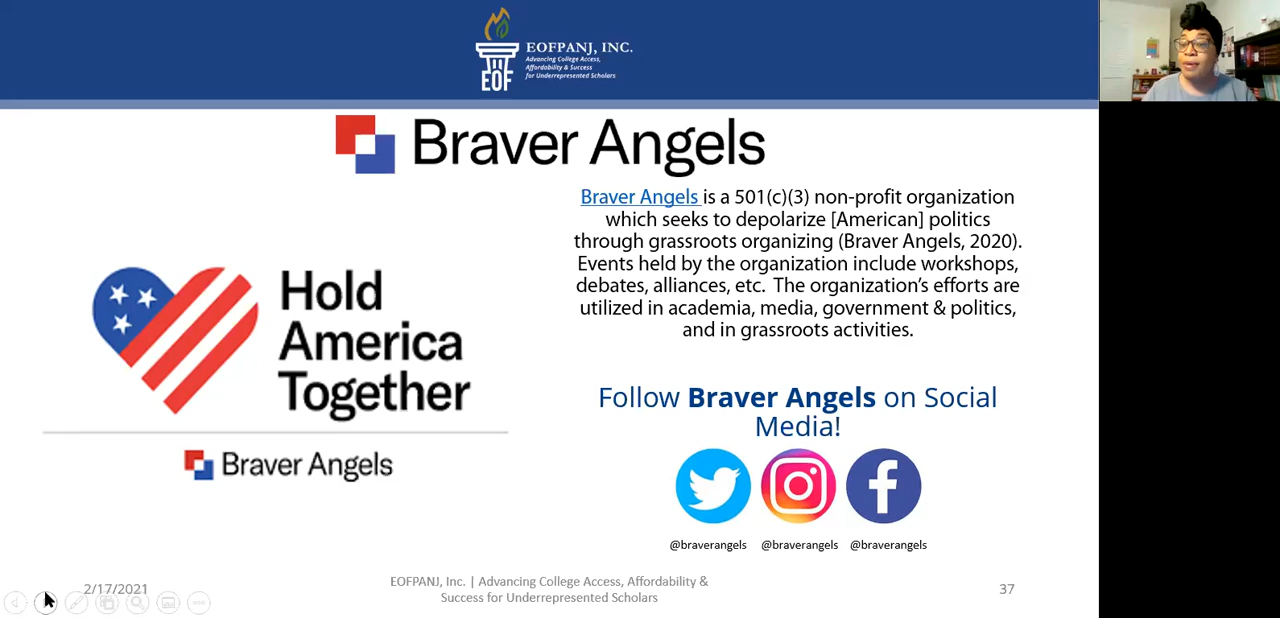 EOFPANJ, INC.
Advancing College Access,
Affordability & Success
for Underrepresented Scholars
EOF
Braver Angels
Braver Angels is a 501(c)(3) non-profit organization
which seeks to depolarize [American] politics
through grassroots organizing (Braver Angels, 2020).
Events held by the organization include workshops,
debates, alliances, etc. The organization's efforts are
utilized in academia, media, government & politics,
and in grassroots activities.
Hold
America
Together
Braver Angels
Follow Braver Angels on Social
Media!
@braverangels @braverangels @braverangels
2/17/2021
EOFPANJ, Inc. | Advancing College Access, Affordability &
Success for Underrepresented Scholars
37